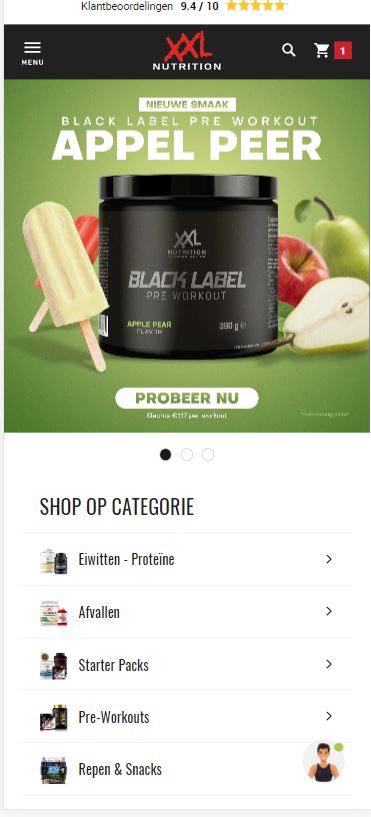 Klantbeoordelingen 9.4 / 10
MENU
XXL
NUTRITION
1
NIEUWE SMAAK
BLACK LABEL PRE WORKOUT
APPEL PEER
XXL
NUTRITION
BLACK LABEL
PRE WORKOUT
APPLE PEAR
FLAVOUR
390 g e
PROBEER NU
Slechts €1,17 per workout
SHOP OP CATEGORIE
Eiwitten - Proteïne
Afvallen
Starter Packs
Pre-Workouts
Repen & Snacks